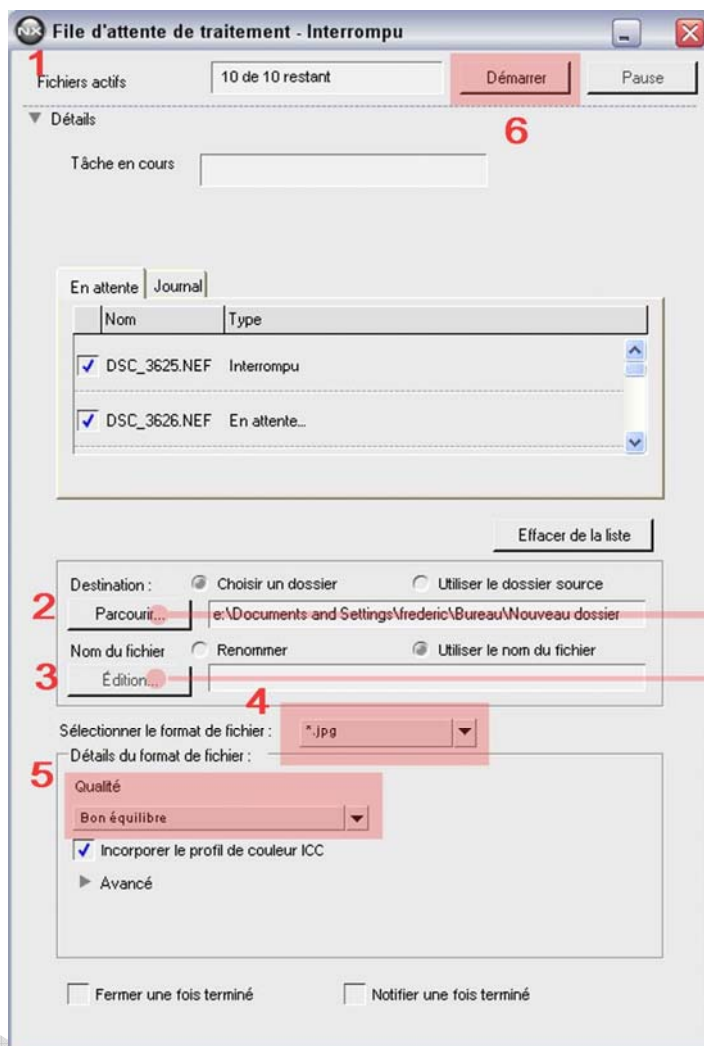 NX File d'attente de traitement - Interrompu
1
Fichiers actifs 10 de 10 restant Démarrer Pause
6
Détails
Tâche en cours
En attente Journal
Nom Type
DSC_3625.NEF Interrompu
DSC_3626.NEF En attente...
Effacer de la liste
Destination : Choisir un dossier Utiliser le dossier source
2 Parcourir... e:\Documents and Settings\frederic\Bureau\Nouveau dossier
Nom du fichier Renommer Utiliser le nom du fichier
3 Édition...
4
Sélectionner le format de fichier : *.jpg
Détails du format de fichier :
5 Qualité
Bon équilibre
Incorporer le profil de couleur ICC
Avancé
Fermer une fois terminé Notifier une fois terminé